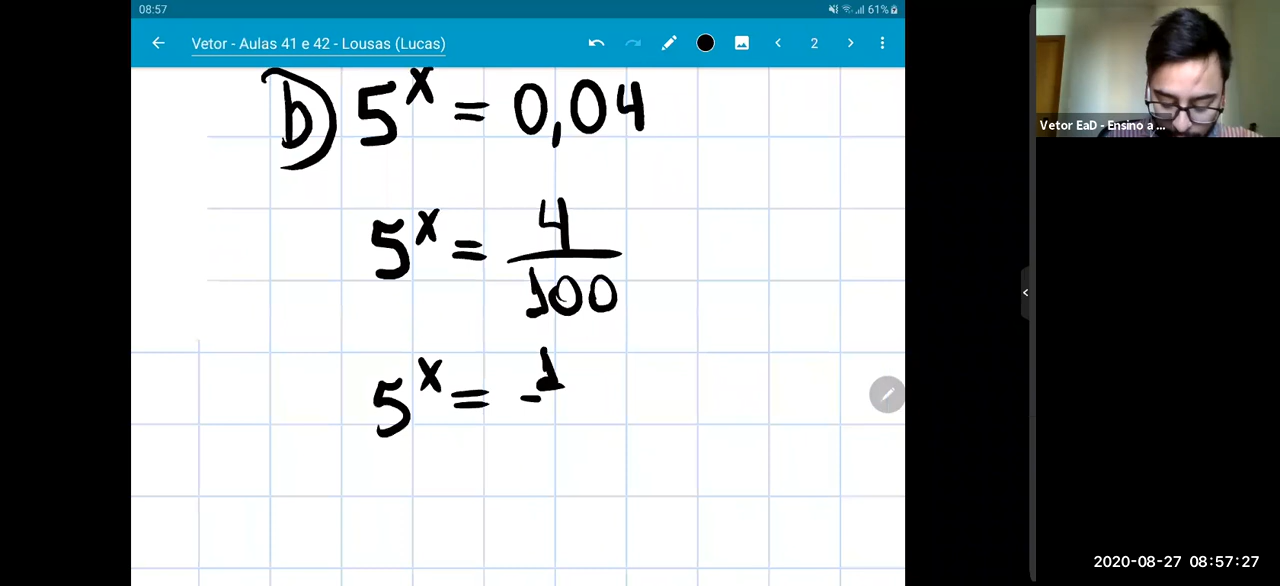 08:57
61%
Vetor - Aulas 41 e 42 - Lousas (Lucas)
2
b) 5^x = 0,04
5^x = 4/100
5^x = 1
Vetor EaD - Ensino a ...
2020-08-27 08:57:27